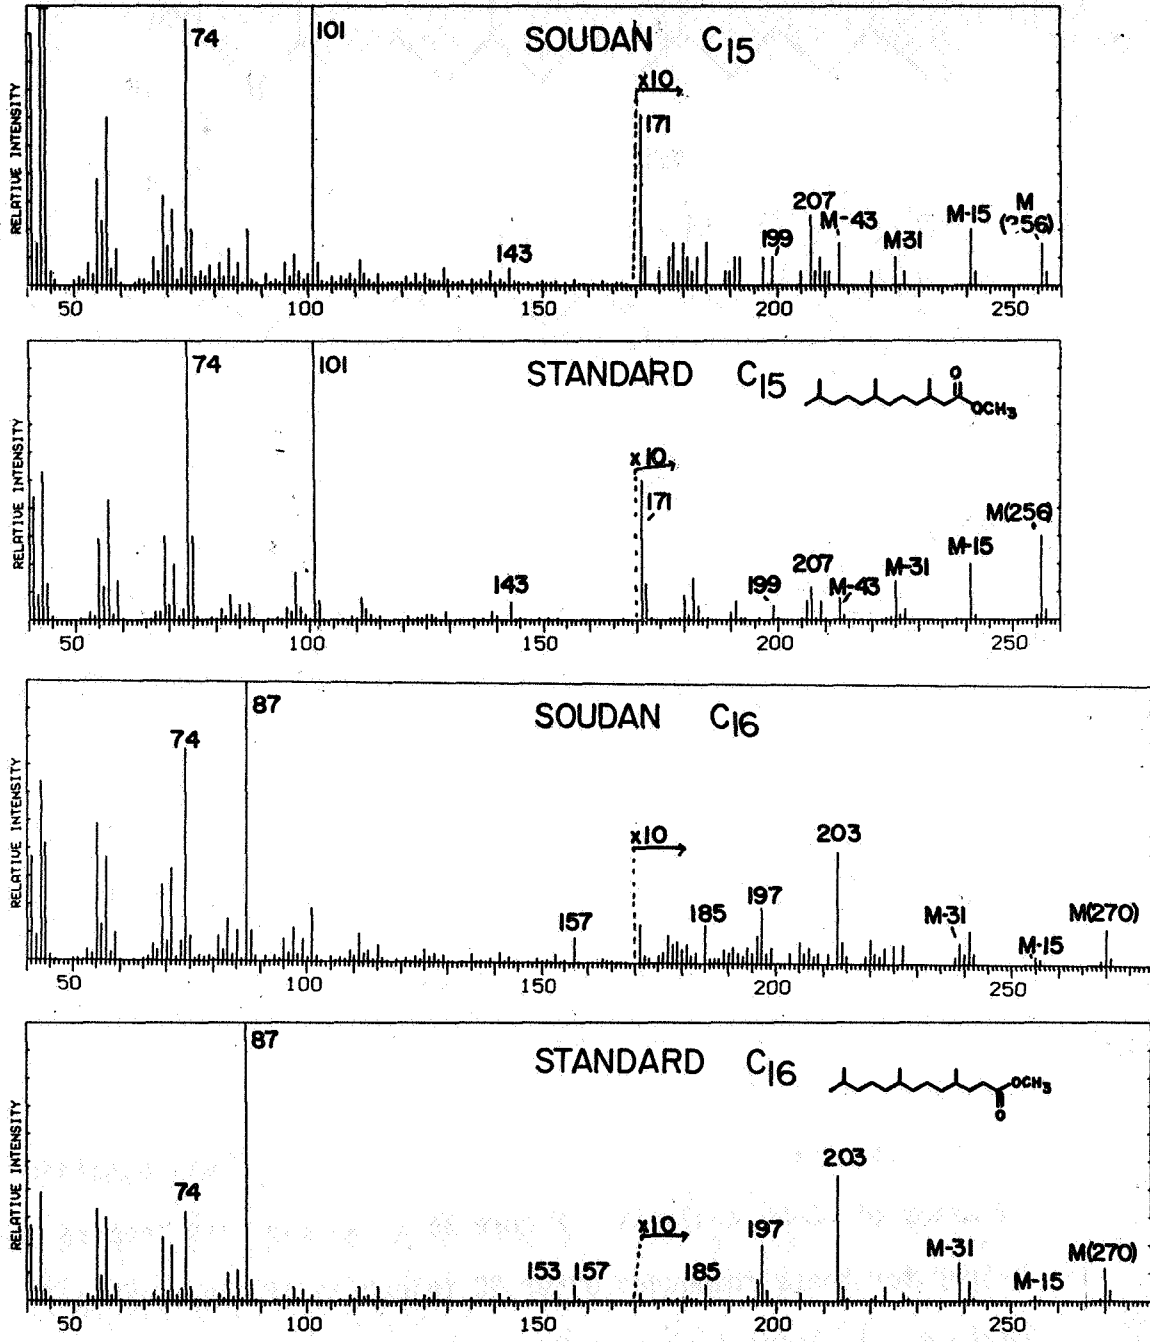 RELATIVE INTENSITY
SOUDAN C15
74
101
x10
171
143
199
207
M-43
M31
M-15
M
(256)
50 100 150 200 250
RELATIVE INTENSITY
STANDARD C15
O
OCH3
74
101
x10
171
143
199
207
M-43
M-31
M-15
M(256)
50 100 150 200 250
RELATIVE INTENSITY
SOUDAN C16
87
74
x10
203
157
185
197
M-31
M-15
M(270)
50 100 150 200 250
RELATIVE INTENSITY
STANDARD C16
OCH3
O
87
74
203
x10
197
153 157
185
M-31
M-15
M(270)
50 100 150 200 250